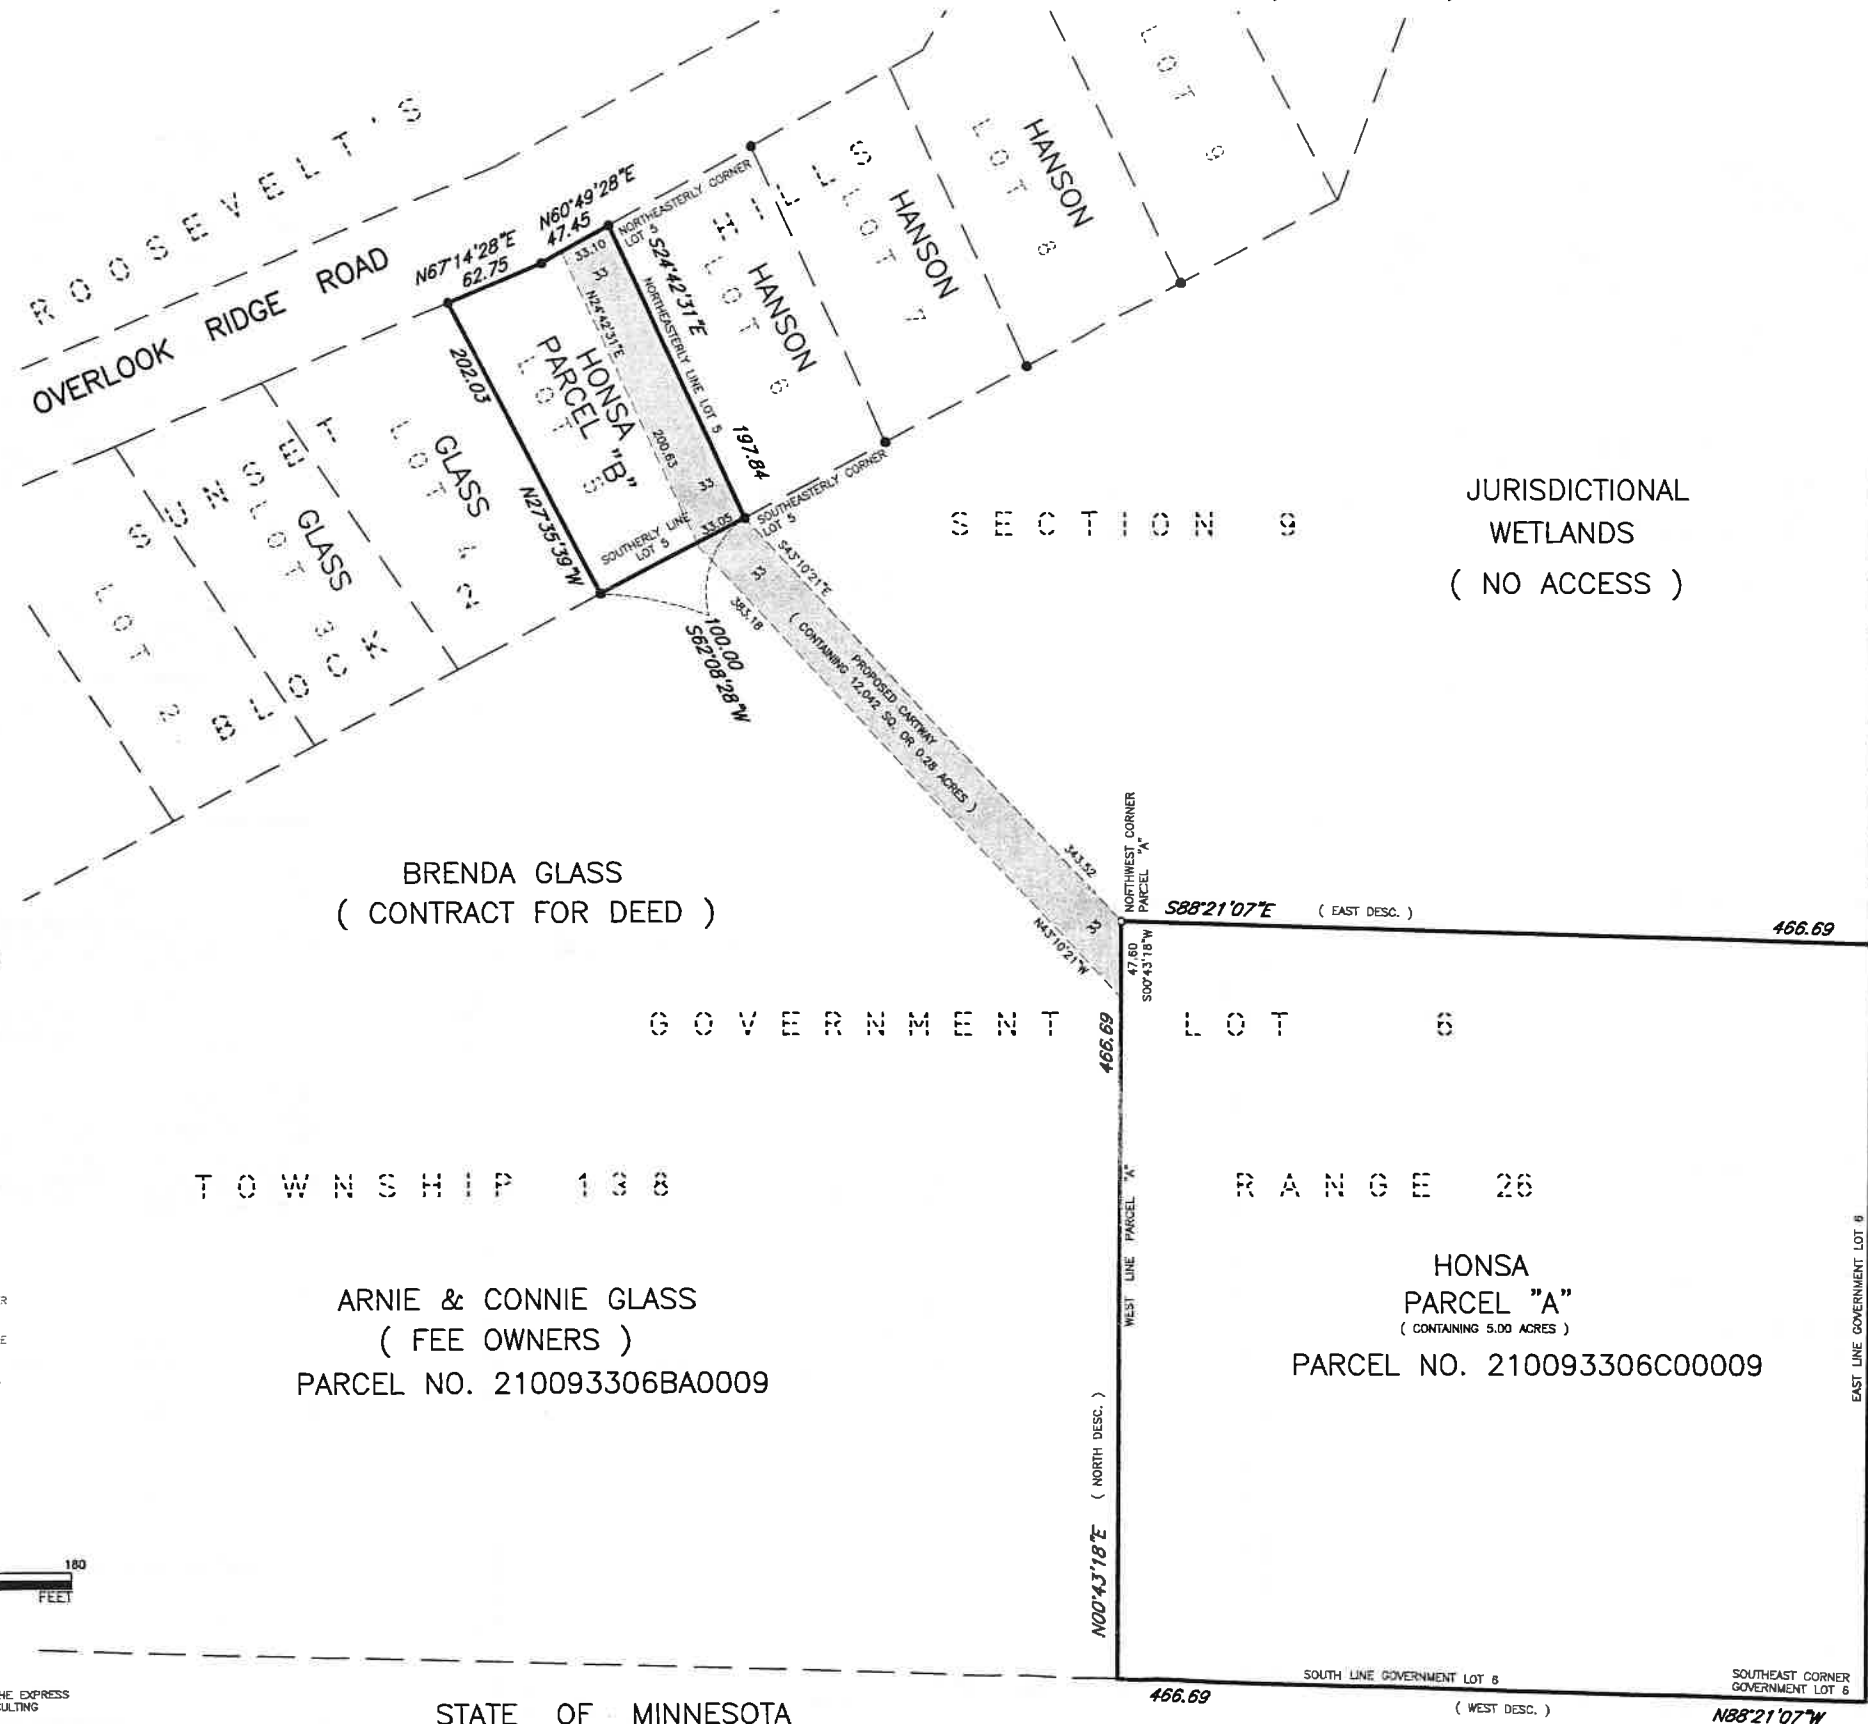 ROOSEVELT'S
OVERLOOK RIDGE ROAD
N67°14'28"E
62.75
N60°49'28"E
47.45
NORTHEASTERLY CORNER
LOT 5
S24°42'31"E
NORTHEASTERLY LINE LOT 5
197.84
33.10
33
N24°42'31"E
200.63
33
33.05
HONSA
PARCEL "B"
LOT 5
202.03
N27°35'39"W
SOUTHERLY LINE
LOT 5
SOUTHEASTERLY CORNER
LOT 5
100.00
S62°08'28"W
HILLS
HANSON
LOT 6
HANSON
LOT 7
HANSON
LOT 8
LOT 9
SUNSET
GLASS
LOT 4
GLASS
LOT 3
LOT 2
S
BLOCK 2
SECTION 9
JURISDICTIONAL
WETLANDS
( NO ACCESS )
S43°10'21"E
33
383.18
PROPOSED CARTWAY
( CONTAINING 12,042 SQ. OR 0.28 ACRES )
343.52
33
N43°10'21"W
NORTHWEST CORNER
PARCEL "A"
S88°21'07"E
( EAST DESC. )
466.69
47.60
S00°43'18"W
BRENDA GLASS
( CONTRACT FOR DEED )
GOVERNMENT LOT 6
466.69
TOWNSHIP 138
RANGE 26
WEST LINE PARCEL "A"
EAST LINE GOVERNMENT LOT 6
ARNIE & CONNIE GLASS
( FEE OWNERS )
PARCEL NO. 210093306BA0009
HONSA
PARCEL "A"
( CONTAINING 5.00 ACRES )
PARCEL NO. 210093306C00009
N00°43'18"E ( NORTH DESC. )
R
E
180
FEET
HE EXPRESS
ULTING
STATE OF MINNESOTA
466.69
SOUTH LINE GOVERNMENT LOT 6
( WEST DESC. )
SOUTHEAST CORNER
GOVERNMENT LOT 6
N88°21'07"W